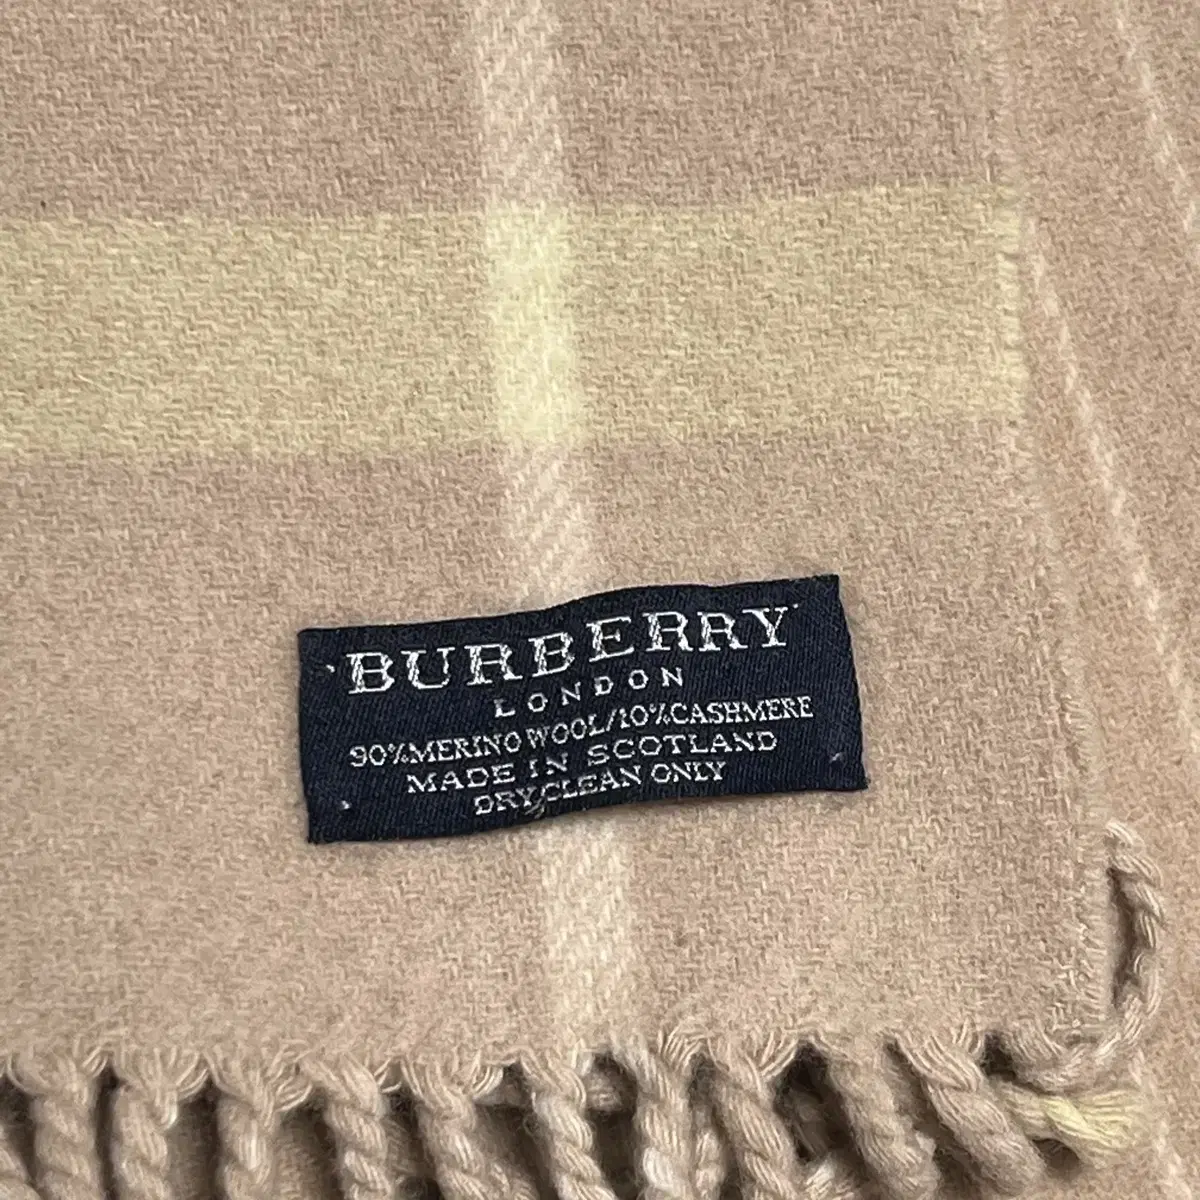 BURBERRY
LONDON
90%MERINO WOOL/10%CASHMERE
MADE IN SCOTLAND
DRY CLEAN ONLY